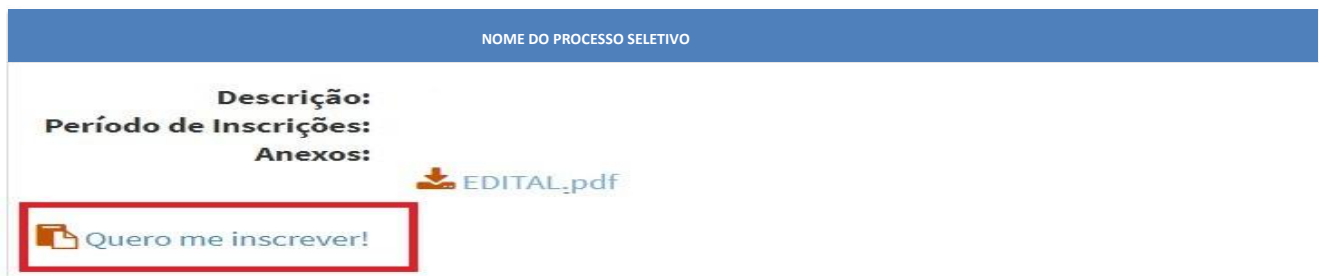 NOME DO PROCESSO SELETIVO
Descrição:
Período de Inscrições:
Anexos:
EDITAL.pdf
Quero me inscrever!